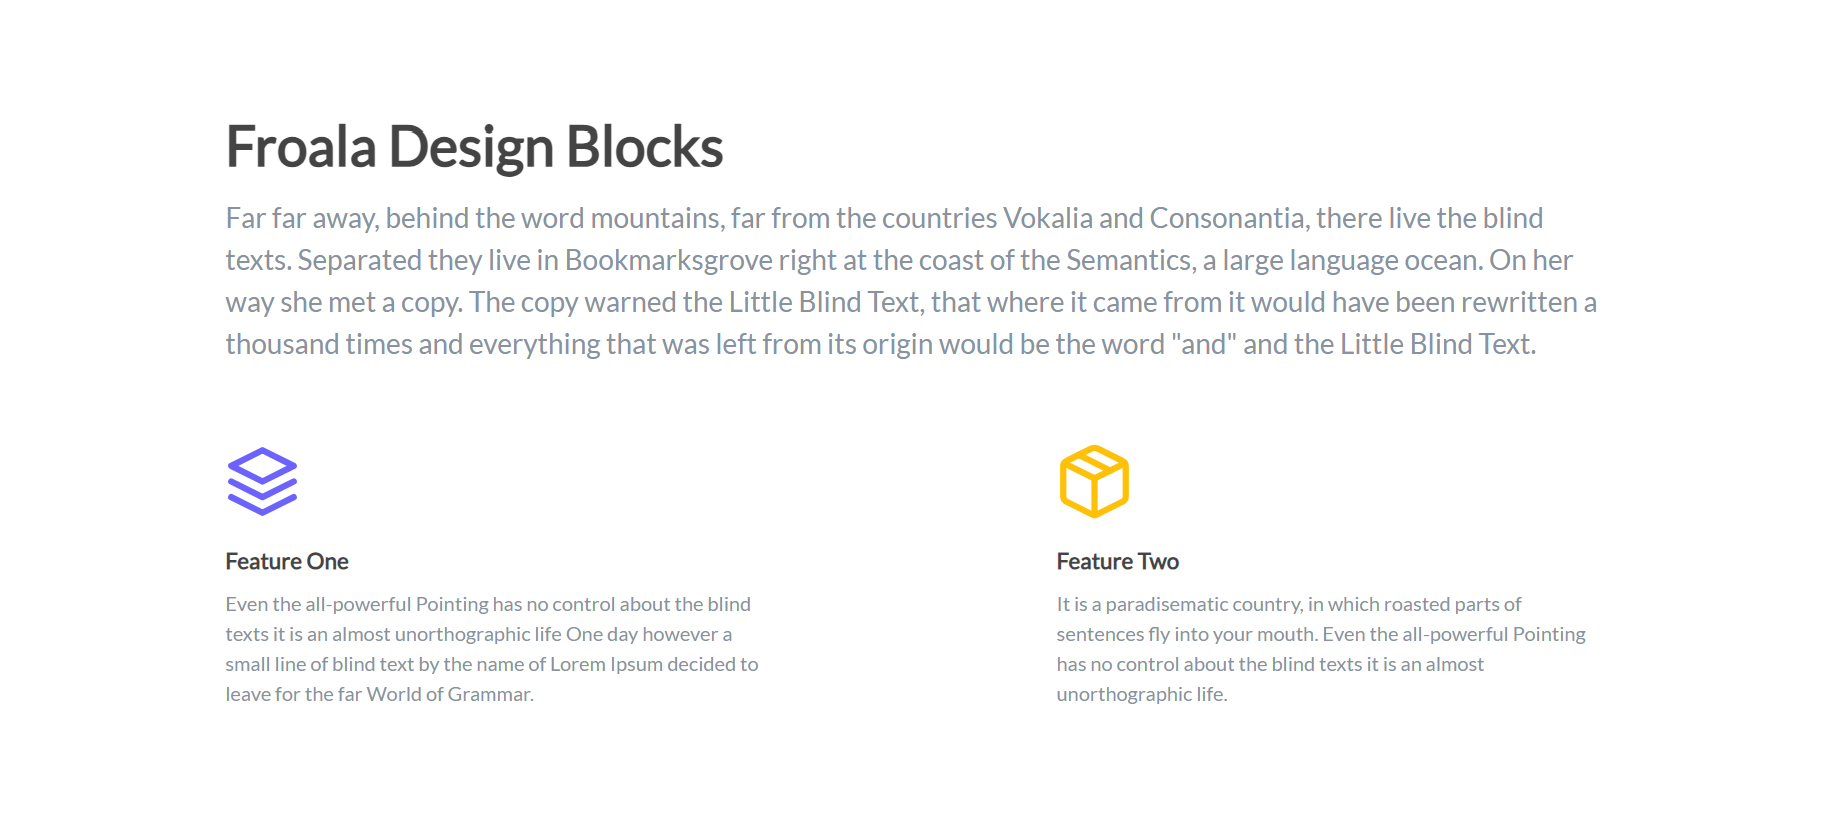 Froala Design Blocks
Far far away, behind the word mountains, far from the countries Vokalia and Consonantia, there live the blind
texts. Separated they live in Bookmarksgrove right at the coast of the Semantics, a large language ocean. On her
way she met a copy. The copy warned the Little Blind Text, that where it came from it would have been rewritten a
thousand times and everything that was left from its origin would be the word "and" and the Little Blind Text.
Feature One
Even the all-powerful Pointing has no control about the blind
texts it is an almost unorthographic life One day however a
small line of blind text by the name of Lorem Ipsum decided to
leave for the far World of Grammar.
Feature Two
It is a paradisematic country, in which roasted parts of
sentences fly into your mouth. Even the all-powerful Pointing
has no control about the blind texts it is an almost
unorthographic life.